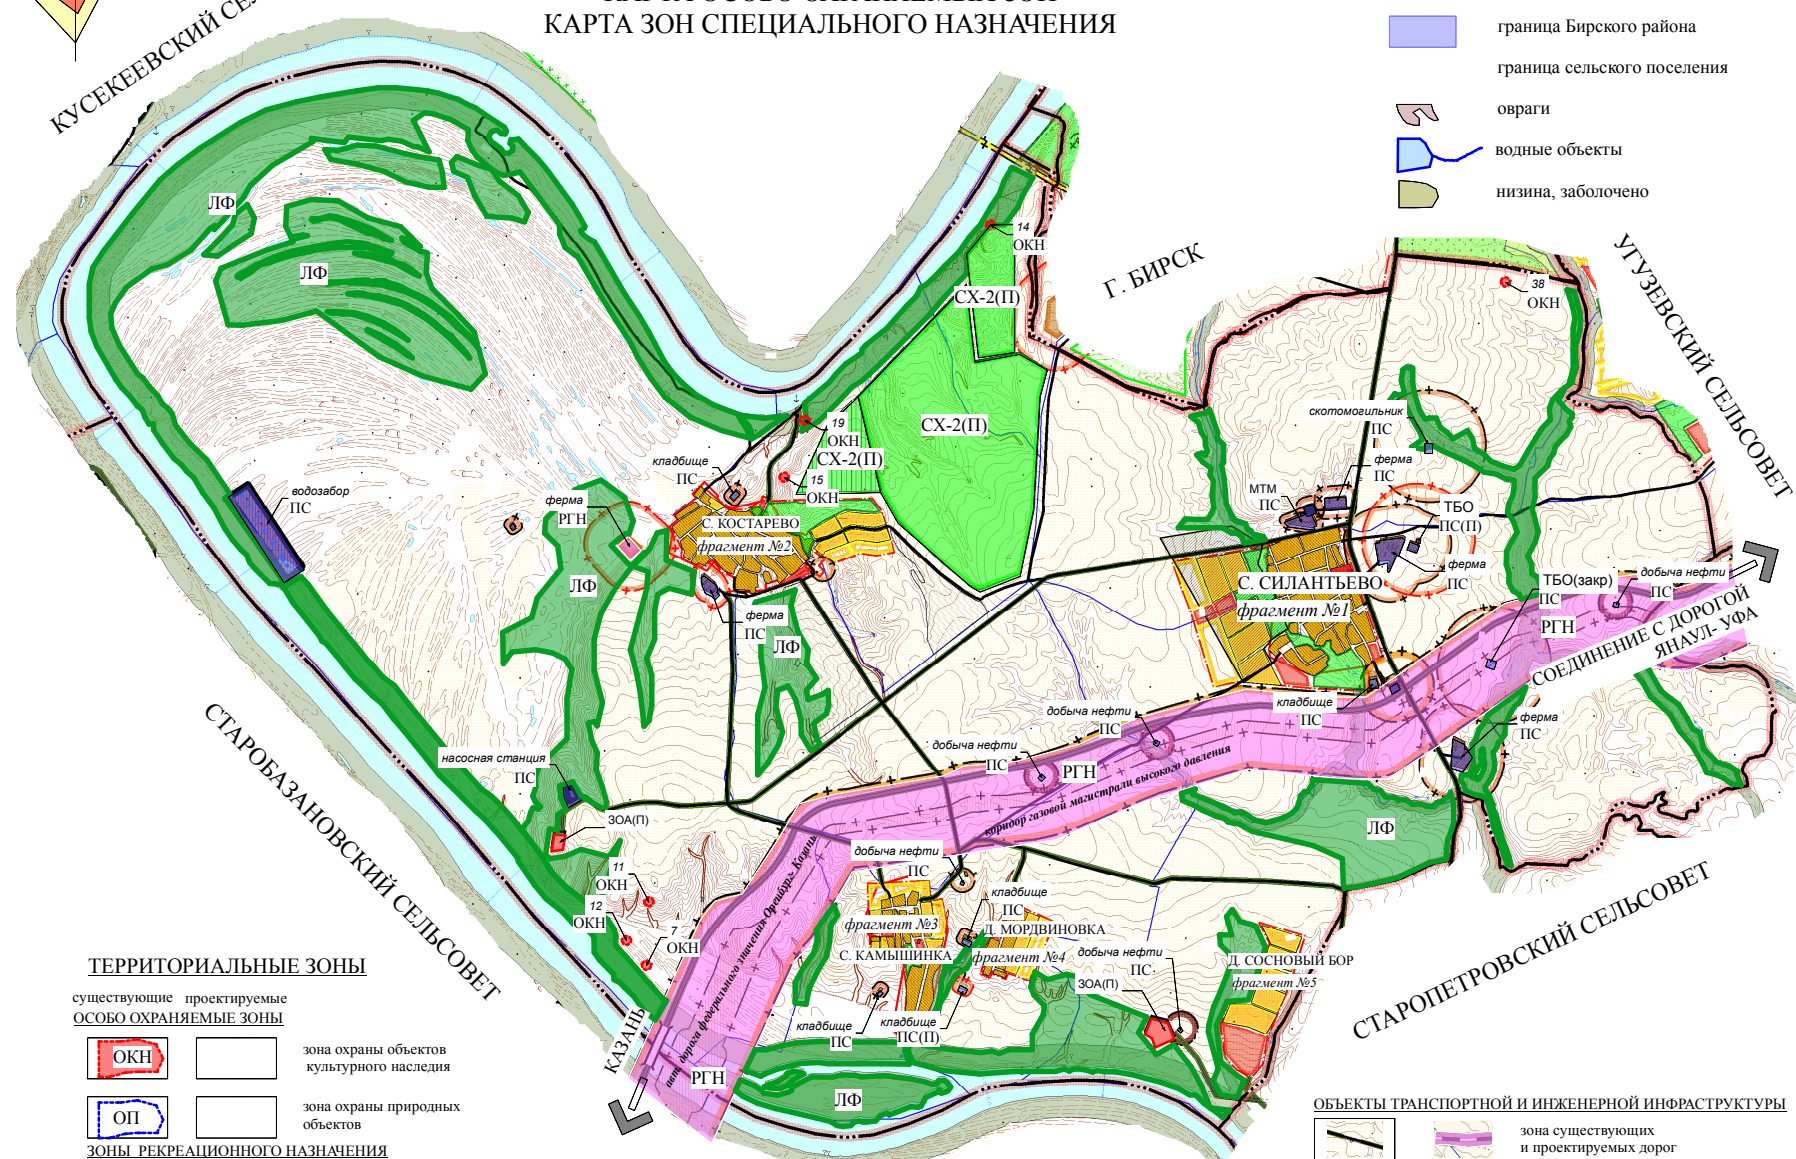 КАРТА ЗОН СПЕЦИАЛЬНОГО НАЗНАЧЕНИЯ
КУСЕКЕЕВСКИЙ
граница Бирского района
граница сельского поселения
овраги
водные объекты
низина, заболочено
Г. БИРСК
УГУЗЕВСКИЙ СЕЛЬСОВЕТ
ЛФ
ЛФ
14
ОКН
СХ-2(П)
38
ОКН
СХ-2(П)
19
ОКН
СХ-2(П)
15
ОКН
скотомогильник
ПС
ферма
ПС
МТМ
ПС
ТБО
ПС(П)
ферма
ПС
кладбище
ПС
водозабор
ПС
ферма
РГН
С. КОСТАРЕВО
фрагмент №2
ЛФ
ферма
ПС
ЛФ
С. СИЛАНТЬЕВО
фрагмент №1
ТБО(закр)
ПС
добыча нефти
ПС
РГН
СОЕДИНЕНИЕ С ДОРОГОЙ
ЯНАУЛ- УФА
кладбище
ПС
добыча нефти
ПС
ферма
ПС
добыча нефти
ПС
РГН
коридор газовой магистрали высокого давления
насосная станция
ПС
ЗОА(П)
СТАРОБАЗАНОВСКИЙ СЕЛЬСОВЕТ
ЛФ
11
ОКН
12
ОКН
7
ОКН
добыча нефти
ПС
кладбище
ПС
фрагмент №3
С. КАМЫШИНКА
Д. МОРДВИНОВКА
фрагмент №4
добыча нефти
ПС
ЗОА(П)
Д. СОСНОВЫЙ БОР
фрагмент №5
СТАРОПЕТРОВСКИЙ СЕЛЬСОВЕТ
кладбище
ПС
кладбище
ПС(П)
авт. дорога федерального значения Оренбург- Казань
КАЗАНЬ
РГН
ЛФ
ТЕРРИТОРИАЛЬНЫЕ ЗОНЫ
существующие проектируемые
ОСОБО ОХРАНЯЕМЫЕ ЗОНЫ
ОКН
зона охраны объектов
культурного наследия
ОП
зона охраны природных
объектов
ЗОНЫ РЕКРЕАЦИОННОГО НАЗНАЧЕНИЯ
ОБЪЕКТЫ ТРАНСПОРТНОЙ И ИНЖЕНЕРНОЙ ИНФРАСТРУКТУРЫ
зона существующих
и проектируемых дорог